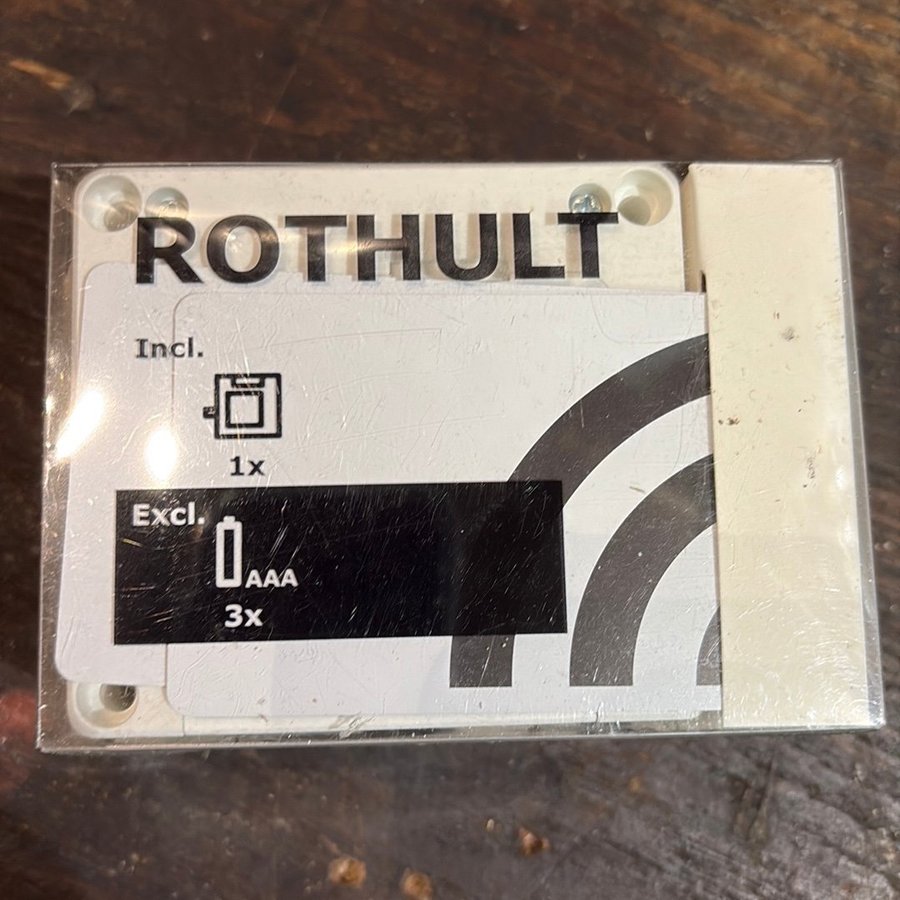 ROTHULT
Incl.
1x
Excl.
AAA
3x